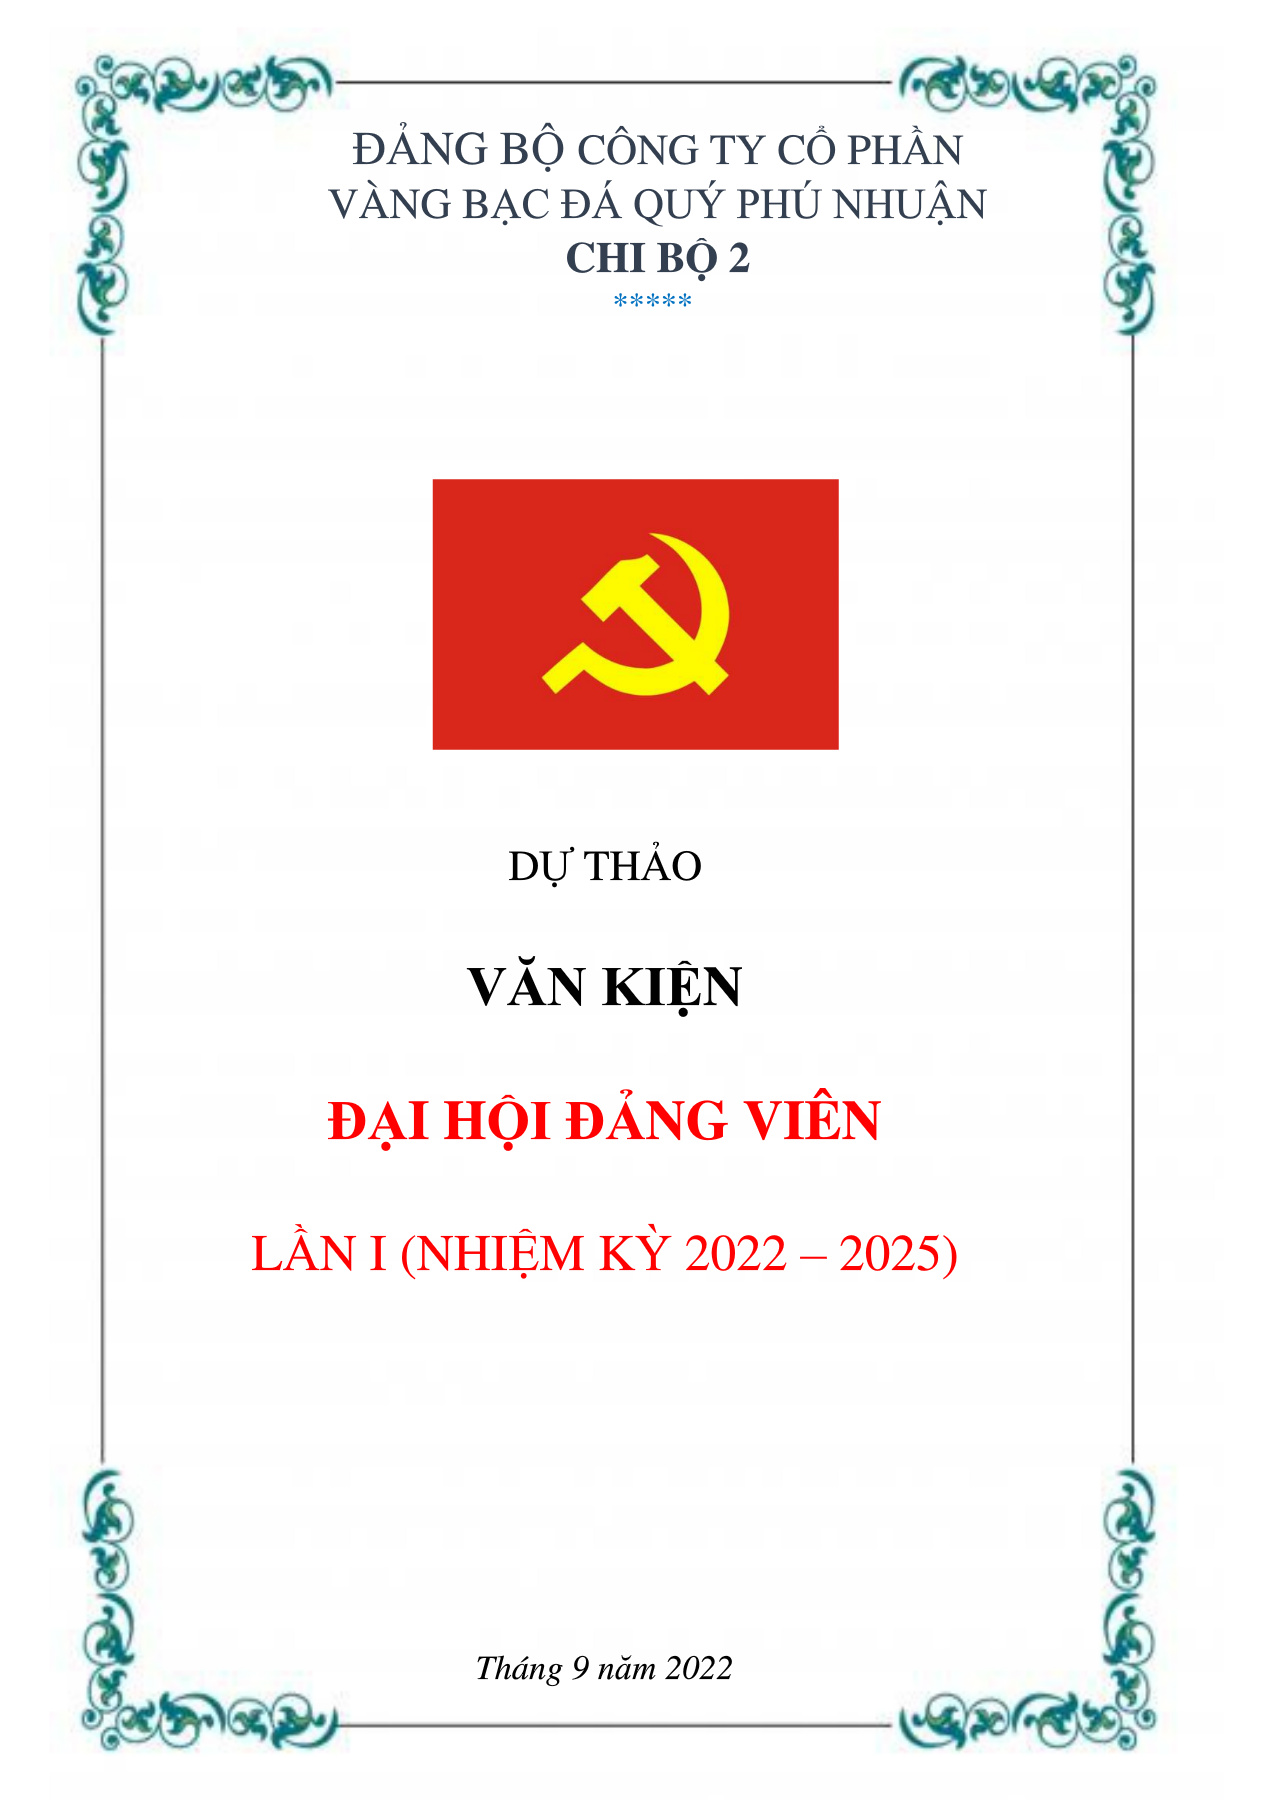 ĐẢNG BỘ CÔNG TY CỔ PHẦN
VÀNG BẠC ĐÁ QUÝ PHÚ NHUẬN
CHI BỘ 2
*****
DỰ THẢO
VĂN KIỆN
ĐẠI HỘI ĐẢNG VIÊN
LẦN I (NHIỆM KỲ 2022 – 2025)
Tháng 9 năm 2022